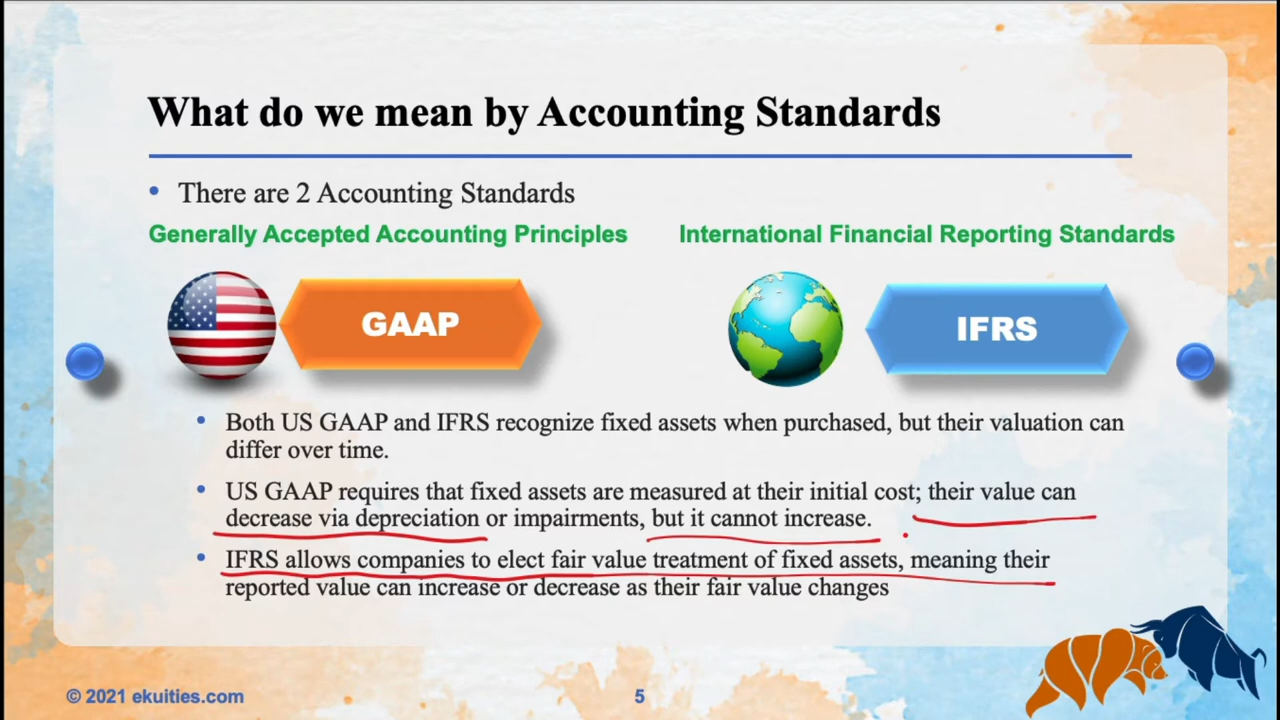 What do we mean by Accounting Standards
• There are 2 Accounting Standards
Generally Accepted Accounting Principles
International Financial Reporting Standards
GAAP
IFRS
• Both US GAAP and IFRS recognize fixed assets when purchased, but their valuation can
differ over time.
• US GAAP requires that fixed assets are measured at their initial cost; their value can
decrease via depreciation or impairments, but it cannot increase.
• IFRS allows companies to elect fair value treatment of fixed assets, meaning their
reported value can increase or decrease as their fair value changes
© 2021 ekuities.com
5